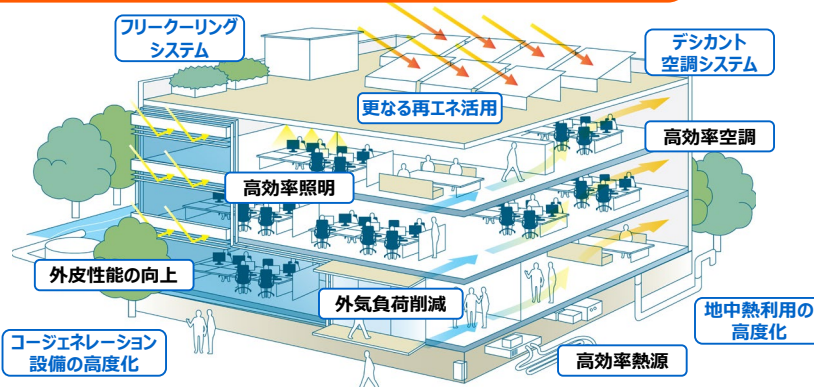 フリークーリング
システム
デシカント
空調システム
更なる再エネ活用
高効率空調
高効率照明
外皮性能の向上
外気負荷削減
地中熱利用の
高度化
コージェネレーション
設備の高度化
高効率熱源